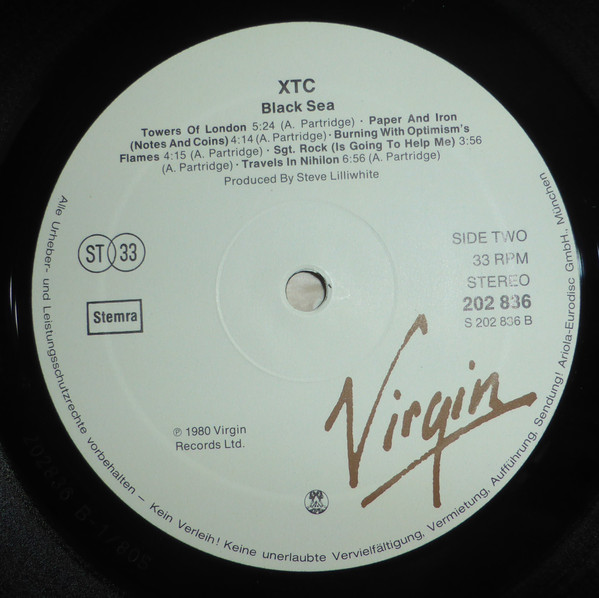 XTC
Black Sea
Towers Of London 5:24 (A. Partridge) · Paper And Iron
(Notes And Coins) 4:14 (A. Partridge) · Burning With Optimism's
Flames 4:15 (A. Partridge) · Sgt. Rock (Is Going To Help Me) 3:56
(A. Partridge) · Travels In Nihilon 6:56 (A. Partridge)
Produced By Steve Lilliwhite
ST 33
Stemra
SIDE TWO
33 RPM
STEREO
202 836
S 202 836 B
Virgin
℗ 1980 Virgin
Records Ltd.
Alle Urheber- und Leistungsschutzrechte vorbehalten – Kein Verleih! Keine unerlaubte Vervielfältigung, Vermietung, Aufführung, Sendung! Ariola-Eurodisc GmbH., München